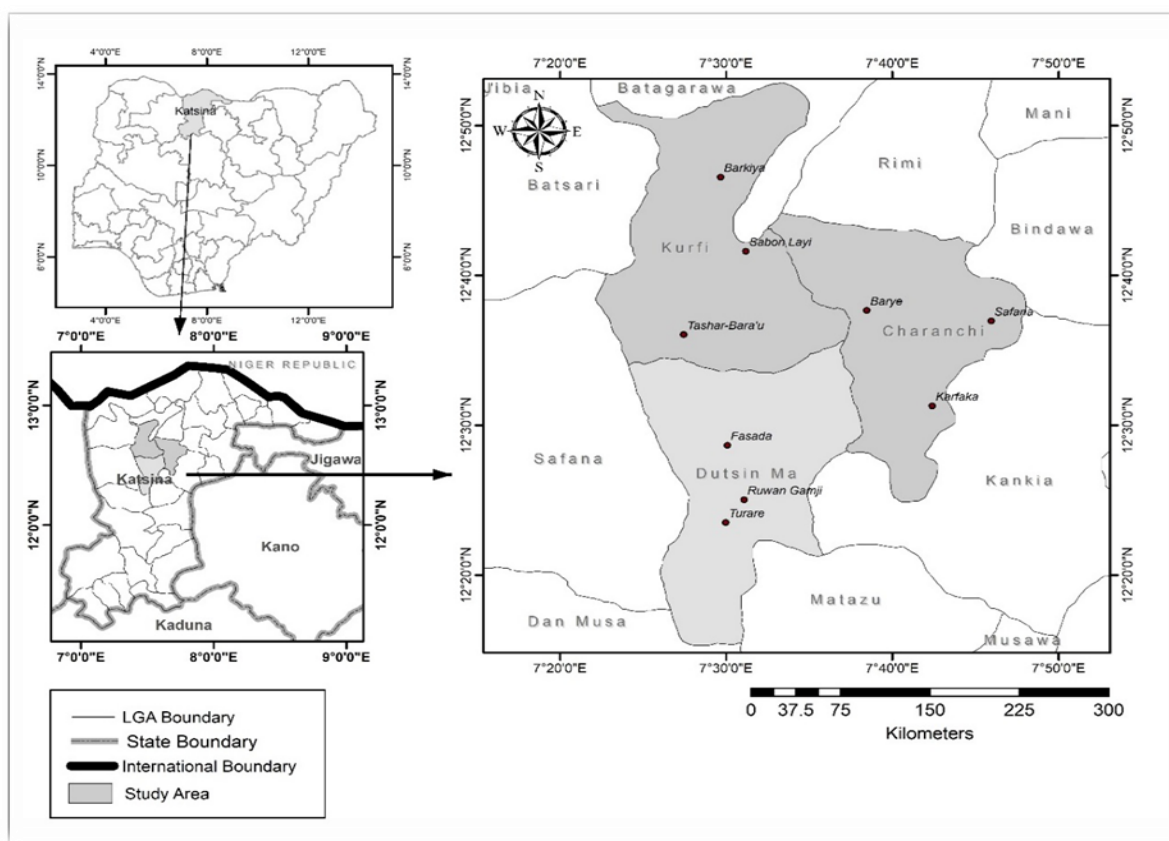 4°0'0"E 8°0'0"E 12°0'0"E
14°0'0"N
10°0'0"N
6°0'0"N
Katsina
14°0'0"N
10°0'0"N
6°0'0"N
4°0'0"E 8°0'0"E 12°0'0"E
7°0'0"E 8°0'0"E 9°0'0"E
NIGER REPUBLIC
13°0'0"N
12°0'0"N
Jigawa
Katsina
Kano
Kaduna
13°0'0"N
12°0'0"N
7°0'0"E 8°0'0"E 9°0'0"E
LGA Boundary
State Boundary
International Boundary
Study Area
7°20'0"E 7°30'0"E 7°40'0"E 7°50'0"E
12°50'0"N
12°40'0"N
12°30'0"N
12°20'0"N
Jibia
Batagarawa
Mani
N
W E
S
Rimi
Barkiya
Batsari
Bindawa
Kurfi
Babon Layi
Barye
Safana
Charanchi
Tashar-Bara'u
Karfaka
Fasada
Safana
Dutsin Ma
Kankia
Ruwan Gamji
Turare
Matazu
Dan Musa
Musawa
12°50'0"N
12°40'0"N
12°30'0"N
12°20'0"N
7°20'0"E 7°30'0"E 7°40'0"E 7°50'0"E
0 37.5 75 150 225 300
Kilometers